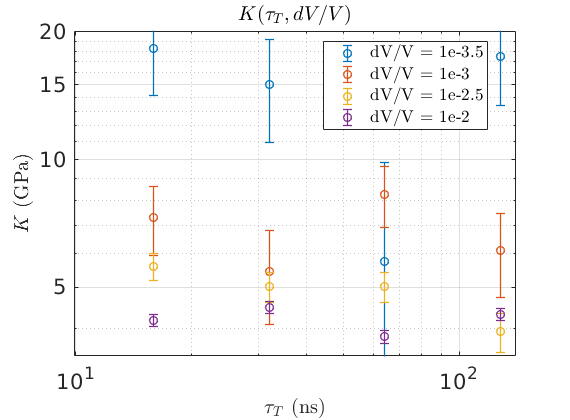 K(τ_T, dV/V)
20
15
10
5
K (GPa)
dV/V = 1e-3.5
dV/V = 1e-3
dV/V = 1e-2.5
dV/V = 1e-2
10^1
10^2
τ_T (ns)